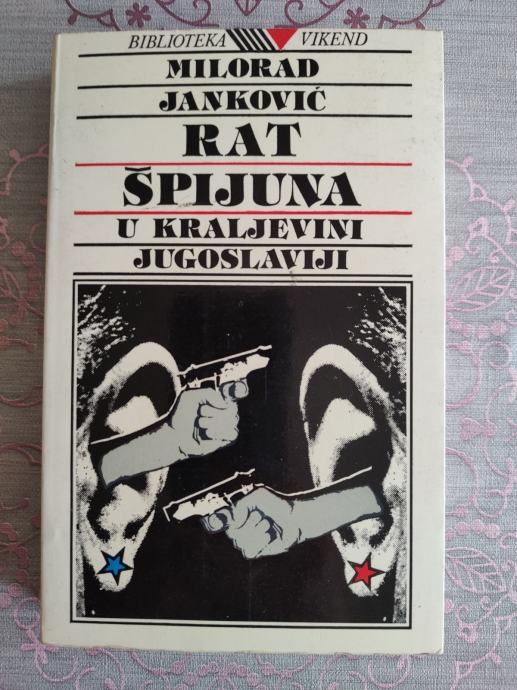 BIBLIOTEKA VIKEND
MILORAD
JANKOVIĆ
RAT
ŠPIJUNA
U KRALJEVINI
JUGOSLAVIJI